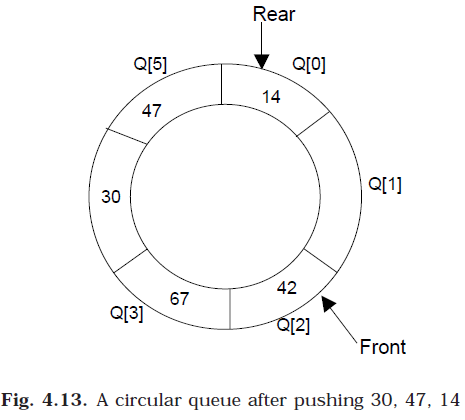 Rear
Q[5]
Q[0]
47
14
Q[1]
30
67
42
Q[3]
Q[2]
Front
Fig. 4.13. A circular queue after pushing 30, 47, 14